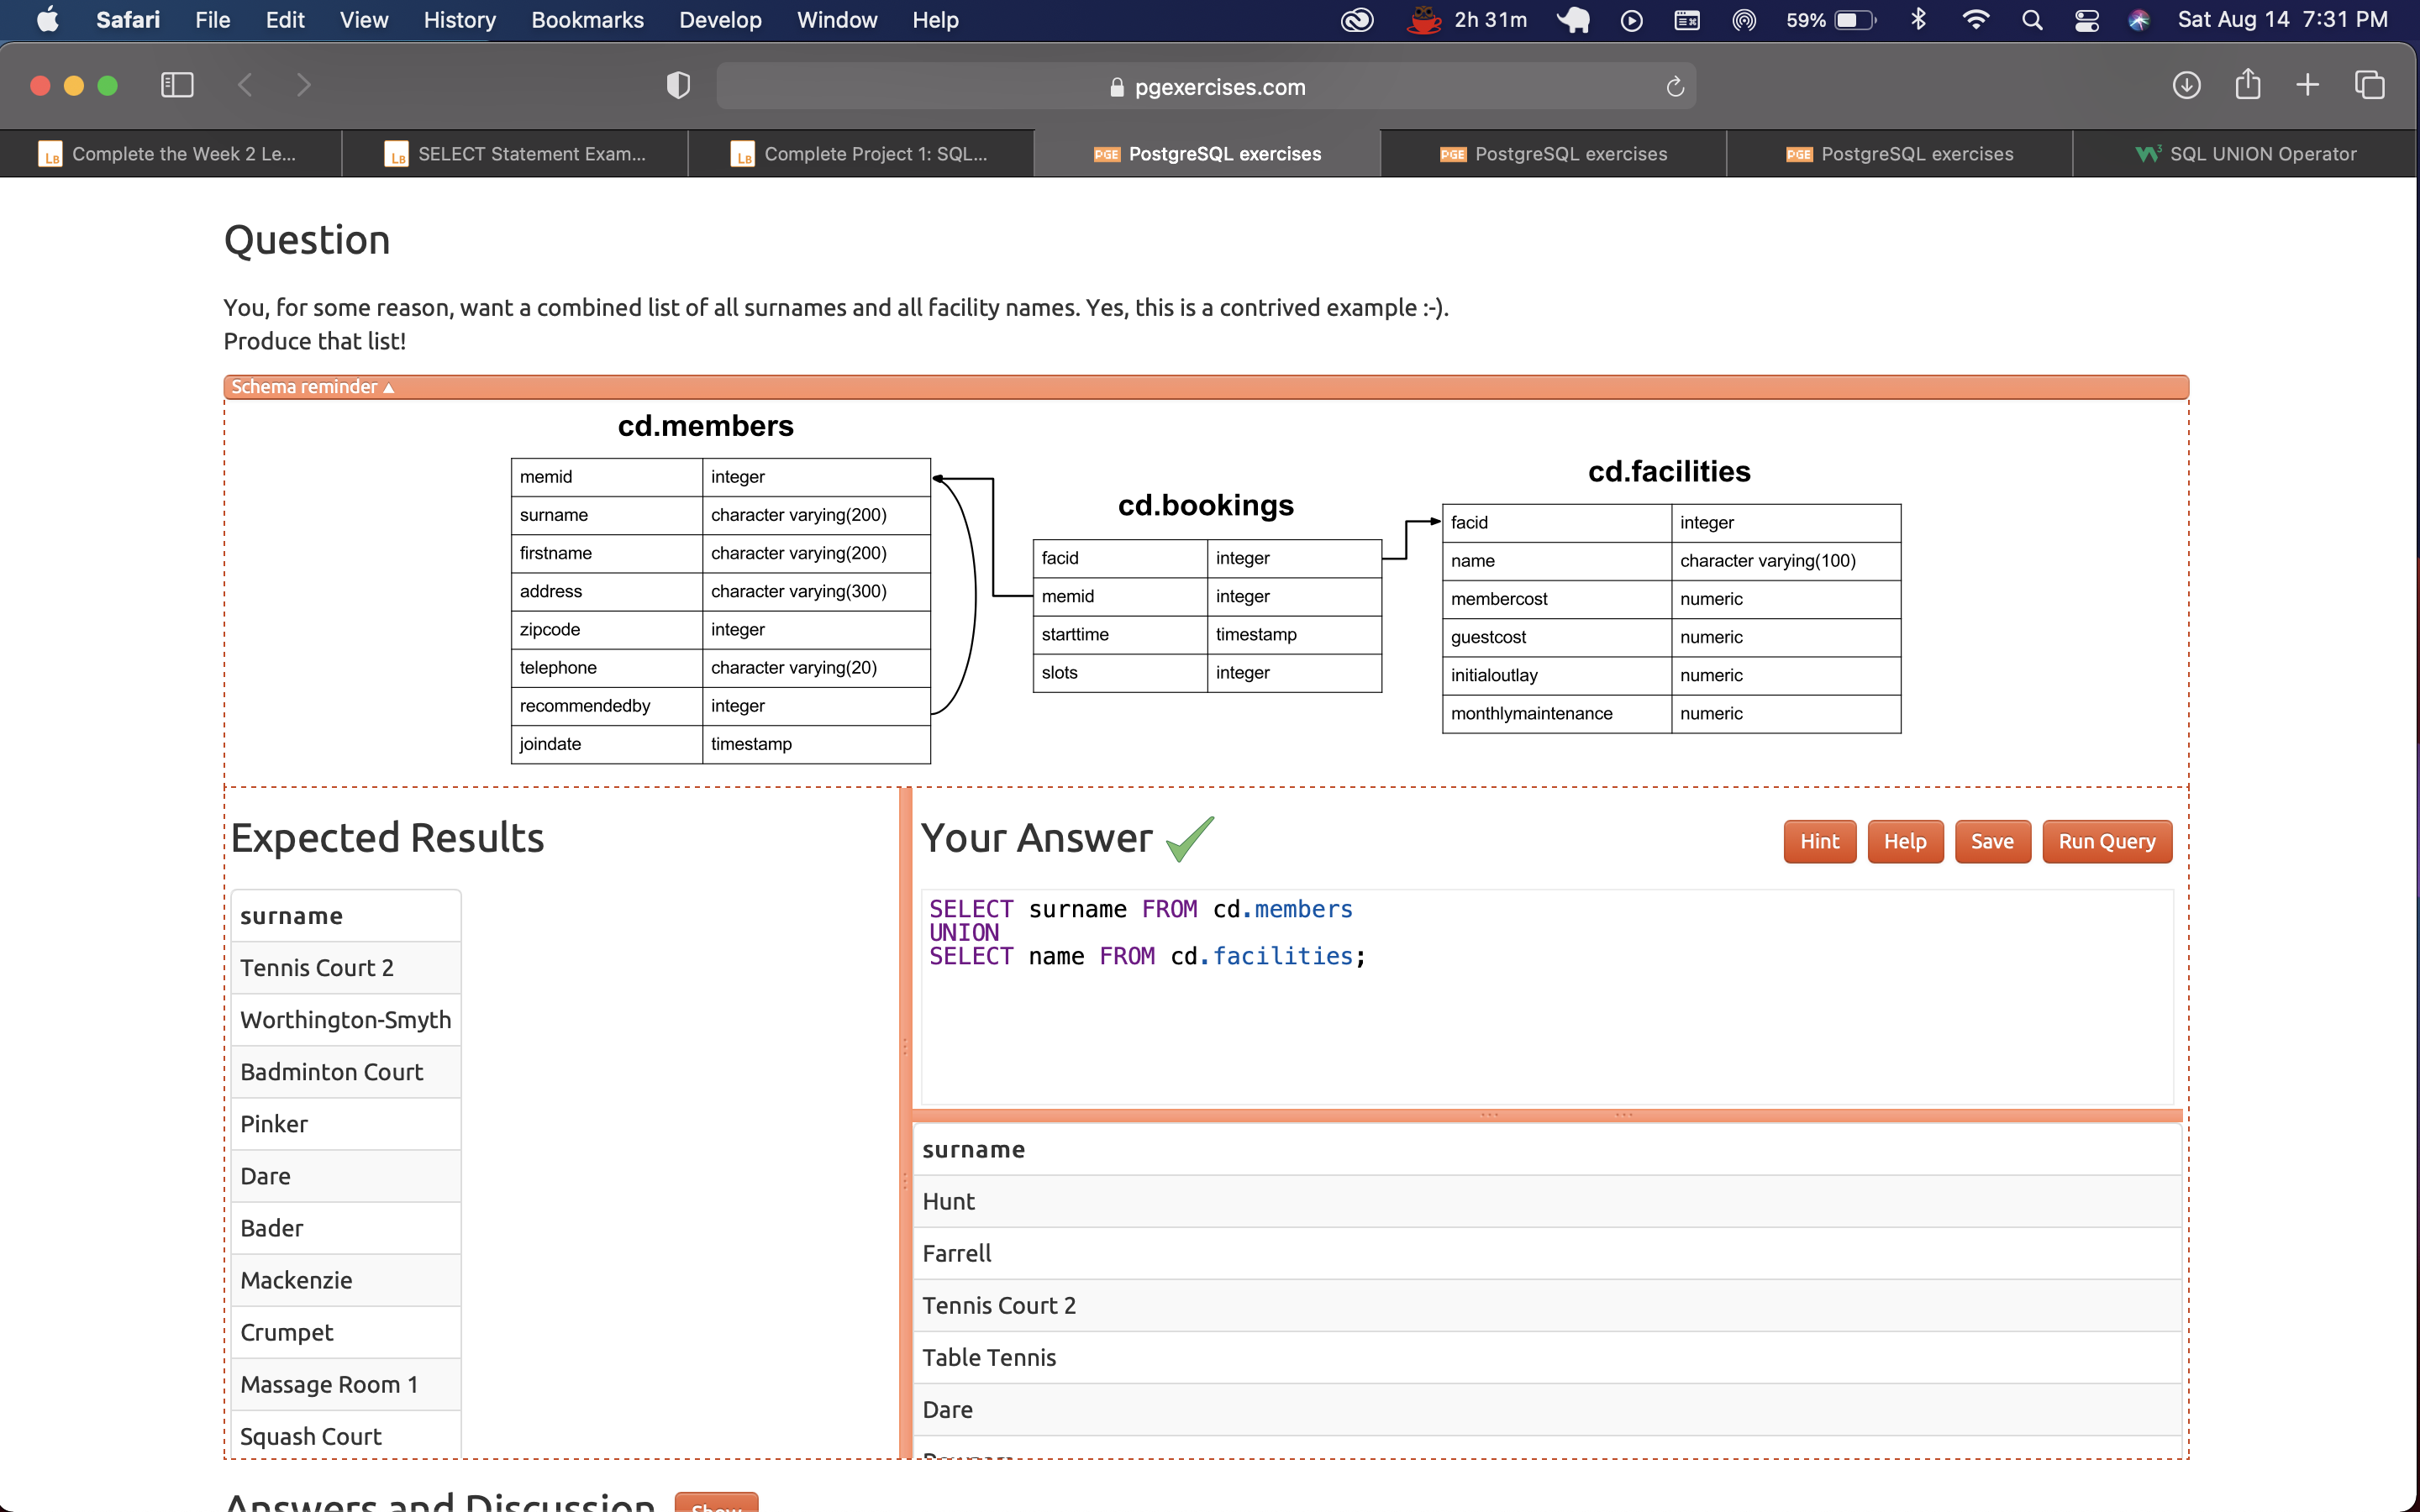 Safari File Edit View History Bookmarks Develop Window Help 2h 31m 59% Sat Aug 14 7:31 PM
pgexercises.com
LB Complete the Week 2 Le... LB SELECT Statement Exam... LB Complete Project 1: SQL... PGE PostgreSQL exercises PGE PostgreSQL exercises PGE PostgreSQL exercises W3 SQL UNION Operator
Question
You, for some reason, want a combined list of all surnames and all facility names. Yes, this is a contrived example :-).
Produce that list!
Schema reminder ▲
cd.members
memid integer
surname character varying(200)
firstname character varying(200)
address character varying(300)
zipcode integer
telephone character varying(20)
recommendedby integer
joindate timestamp
cd.bookings
facid integer
memid integer
starttime timestamp
slots integer
cd.facilities
facid integer
name character varying(100)
membercost numeric
guestcost numeric
initialoutlay numeric
monthlymaintenance numeric
Expected Results
surname
Tennis Court 2
Worthington-Smyth
Badminton Court
Pinker
Dare
Bader
Mackenzie
Crumpet
Massage Room 1
Squash Court
Your Answer
Hint Help Save Run Query
SELECT surname FROM cd.members
UNION
SELECT name FROM cd.facilities;
surname
Hunt
Farrell
Tennis Court 2
Table Tennis
Dare
Answers and Discussion Show